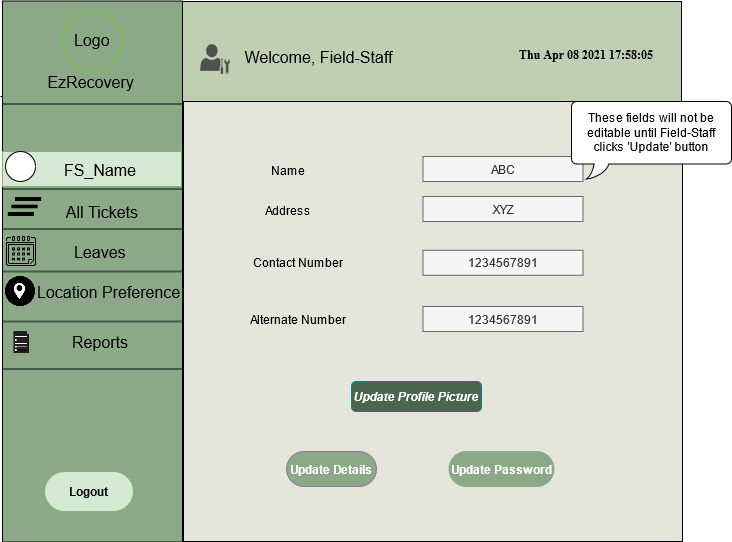 Logo
EzRecovery
Welcome, Field-Staff
Thu Apr 08 2021 17:58:05
These fields will not be
editable until Field-Staff
clicks 'Update' button
FS_Name
All Tickets
Leaves
Location Preference
Reports
Logout
Name
ABC
Address
XYZ
Contact Number
1234567891
Alternate Number
1234567891
Update Profile Picture
Update Details
Update Password